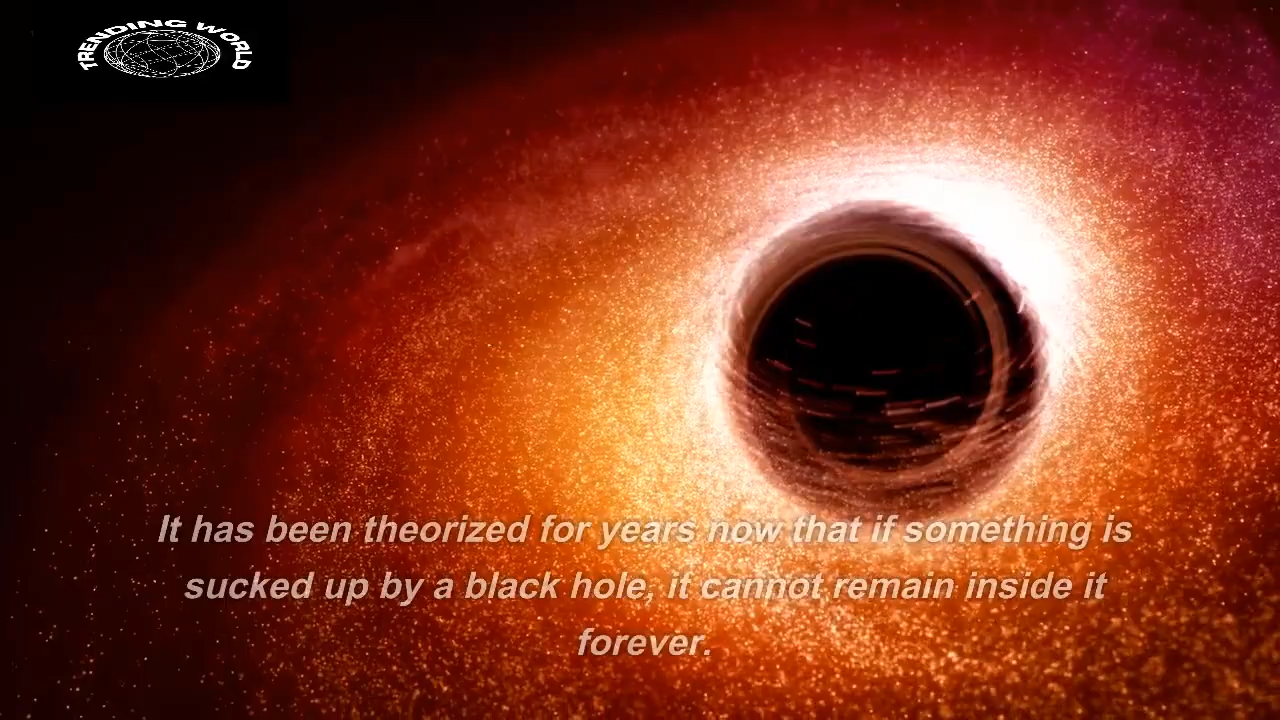 TRENDING WORLD
It has been theorized for years now that if something is
sucked up by a black hole, it cannot remain inside it
forever.